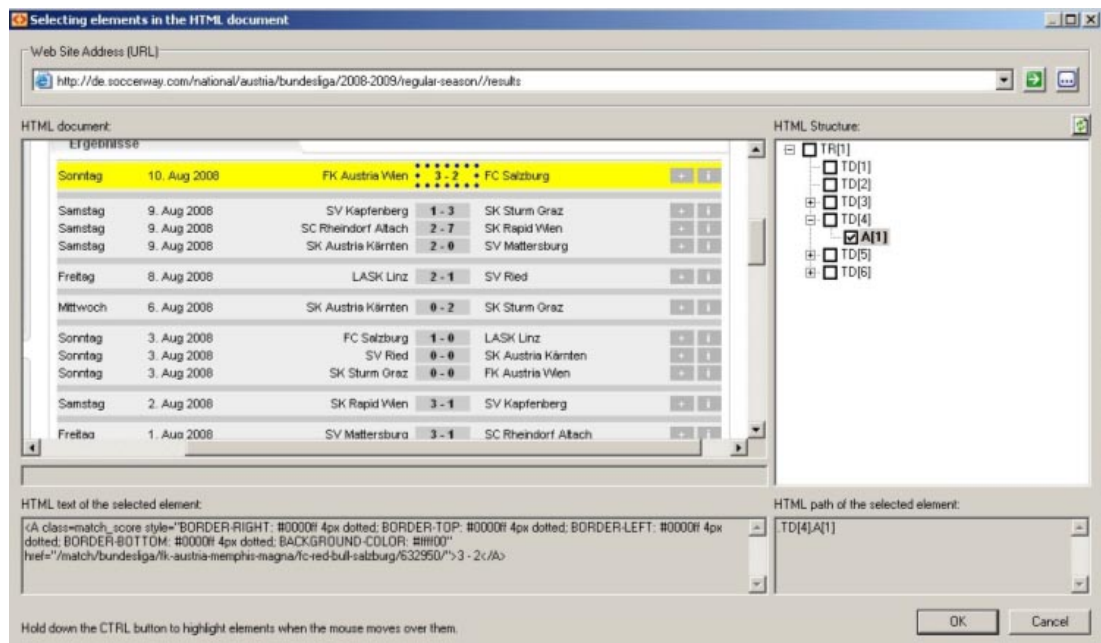 Selecting elements in the HTML document
Web Site Address (URL)
http://de.soccerway.com/national/austria/bundesliga/2008-2009/regular-season//results
HTML document:
HTML Structure:
Ergebnisse
Sonntag 10. Aug 2008 FK Austria Wien 3 - 2 FC Salzburg + i
Samstag 9. Aug 2008 SV Kapfenberg 1 - 3 SK Sturm Graz + i
Samstag 9. Aug 2008 SC Rheindorf Altach 2 - 7 SK Rapid Wien + i
Samstag 9. Aug 2008 SK Austria Kärnten 2 - 0 SV Mattersburg + i
Freitag 8. Aug 2008 LASK Linz 2 - 1 SV Ried + i
Mittwoch 6. Aug 2008 SK Austria Kärnten 0 - 2 SK Sturm Graz + i
Sonntag 3. Aug 2008 FC Salzburg 1 - 0 LASK Linz + i
Sonntag 3. Aug 2008 SV Ried 0 - 0 SK Austria Kärnten + i
Sonntag 3. Aug 2008 SK Sturm Graz 0 - 0 FK Austria Wien + i
Samstag 2. Aug 2008 SK Rapid Wien 3 - 1 SV Kapfenberg + i
Freitag 1. Aug 2008 SV Mattersburg 3 - 1 SC Rheindorf Altach + i
TR[1]
TD[1]
TD[2]
TD[3]
TD[4]
A[1]
TD[5]
TD[6]
HTML text of the selected element:
<A class=match_score style="BORDER-RIGHT: #0000ff 4px dotted; BORDER-TOP: #0000ff 4px dotted; BORDER-LEFT: #0000ff 4px
dotted; BORDER-BOTTOM: #0000ff 4px dotted; BACKGROUND-COLOR: #ffff00"
href="/match/bundesliga/fk-austria-memphis-magna/fc-red-bull-salzburg/632950/">3 - 2</A>
HTML path of the selected element:
.TD[4].A[1]
Hold down the CTRL button to highlight elements when the mouse moves over them.
OK
Cancel